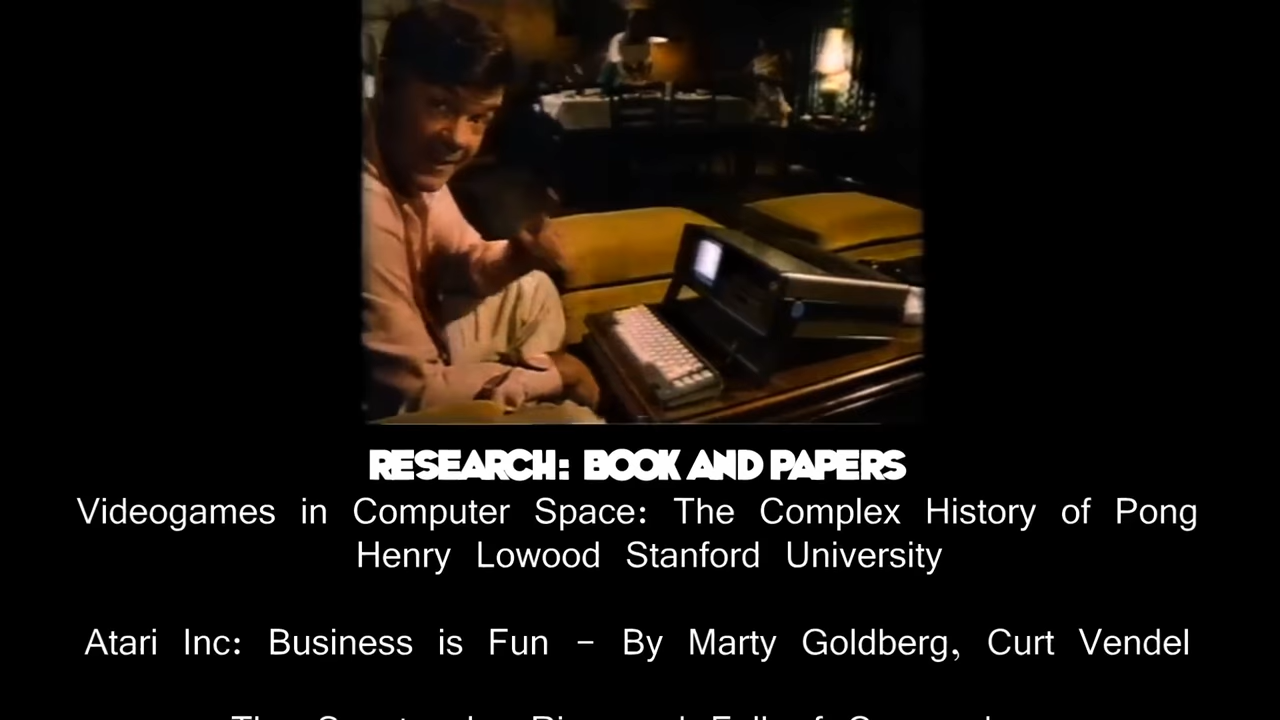 RESEARCH: BOOK AND PAPERS
Videogames in Computer Space: The Complex History of Pong
Henry Lowood Stanford University
Atari Inc: Business is Fun – By Marty Goldberg, Curt Vendel